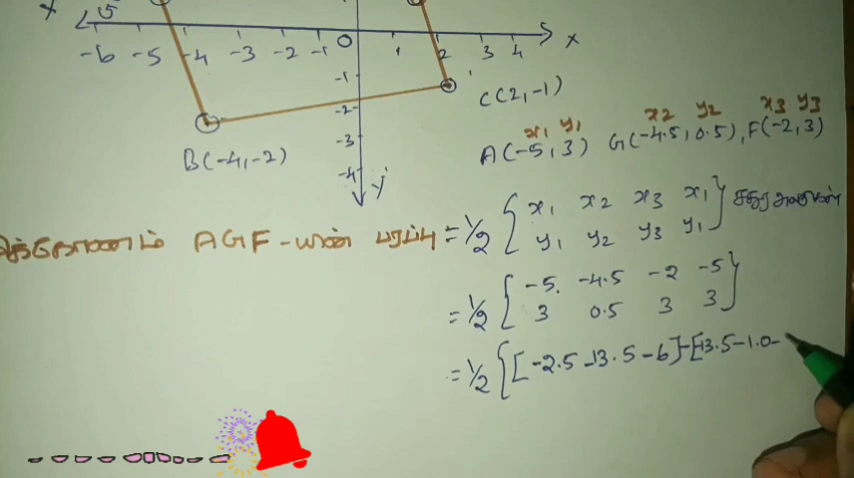 X 5 X
-6 -5 -4 -3 -2 -1 0 1 2 3 4
-1
-2
-3
-4
Y'
C(2,-1)
B(-4,-2)
x1 y1 x2 y2 x3 y3
A(-5,3) G(-4.5,0.5), F(-2,3)
AGF-யின் பரப்பு = 1/2 { x1 x2 x3 x1 } சதுர அலகுகள்
y1 y2 y3 y1
= 1/2 { -5 -4.5 -2 -5 }
3 0.5 3 3
= 1/2 { [-2.5 -13.5 -6] - [-13.5 -1.0 -